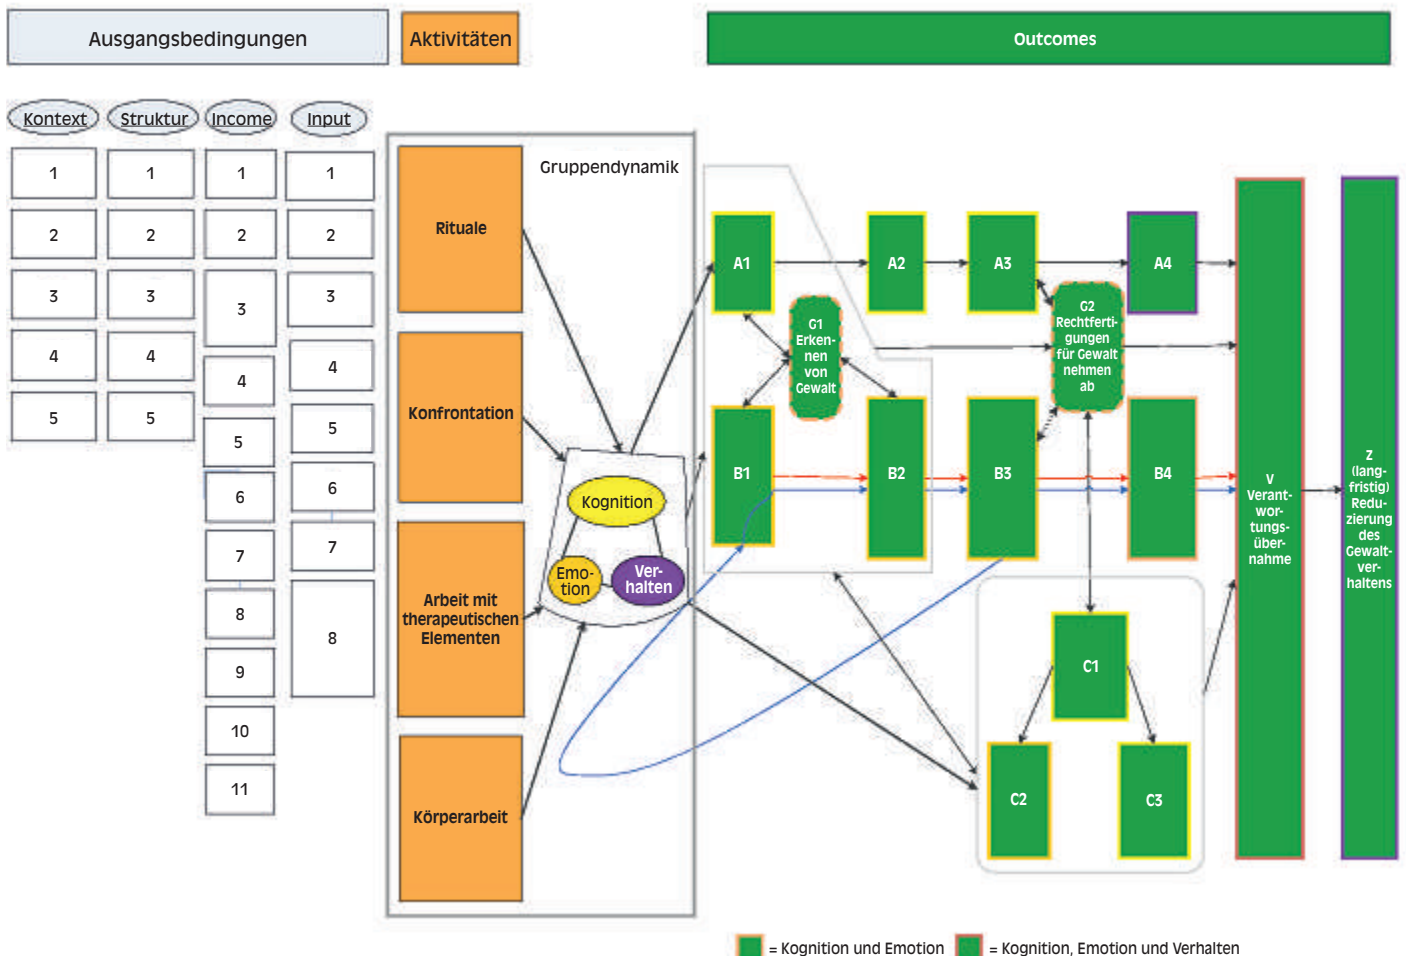 Ausgangsbedingungen
Aktivitäten
Outcomes
Kontext
Struktur
Income
Input
1
2
3
4
5
1
2
3
4
5
1
2
3
4
5
6
7
8
9
10
11
1
2
3
4
5
6
7
8
Gruppendynamik
Rituale
Konfrontation
Arbeit mit
therapeutischen
Elementen
Körperarbeit
Kognition
Emo-
tion
Ver-
halten
A1
A2
A3
A4
G1
Erken-
nen
von
Gewalt
G2
Rechtferti-
gungen
für Gewalt
nehmen
ab
B1
B2
B3
B4
C1
C2
C3
V
Verant-
wor-
tungs-
über-
nahme
Z
(lang-
fristig)
Redu-
zierung
des
Gewalt-
ver-
haltens
= Kognition und Emotion
= Kognition, Emotion und Verhalten